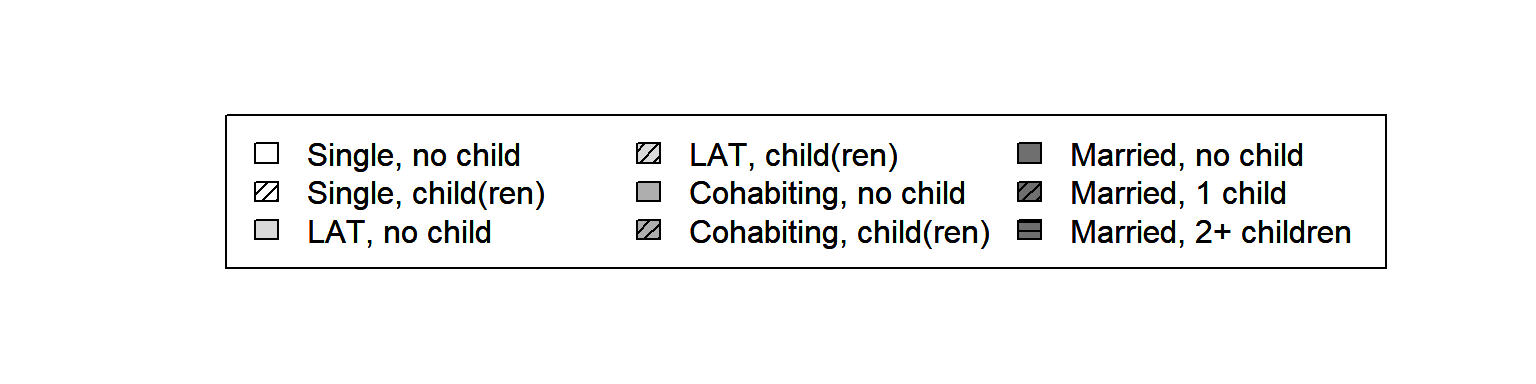 Single, no child
Single, child(ren)
LAT, no child
LAT, child(ren)
Cohabiting, no child
Cohabiting, child(ren)
Married, no child
Married, 1 child
Married, 2+ children